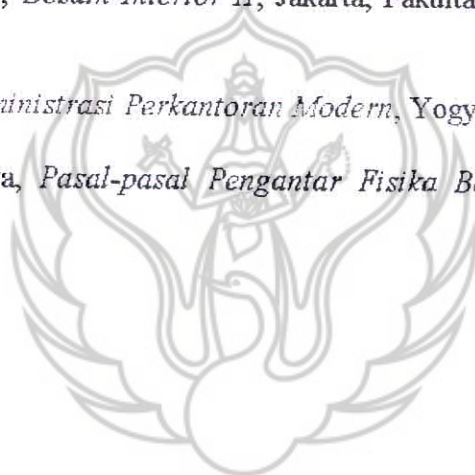 , Desain Interior II, Jakarta, Fakulta
ministrasi Perkantoran Modern, Yogy
a, Pasal-pasal Pengantar Fisika B